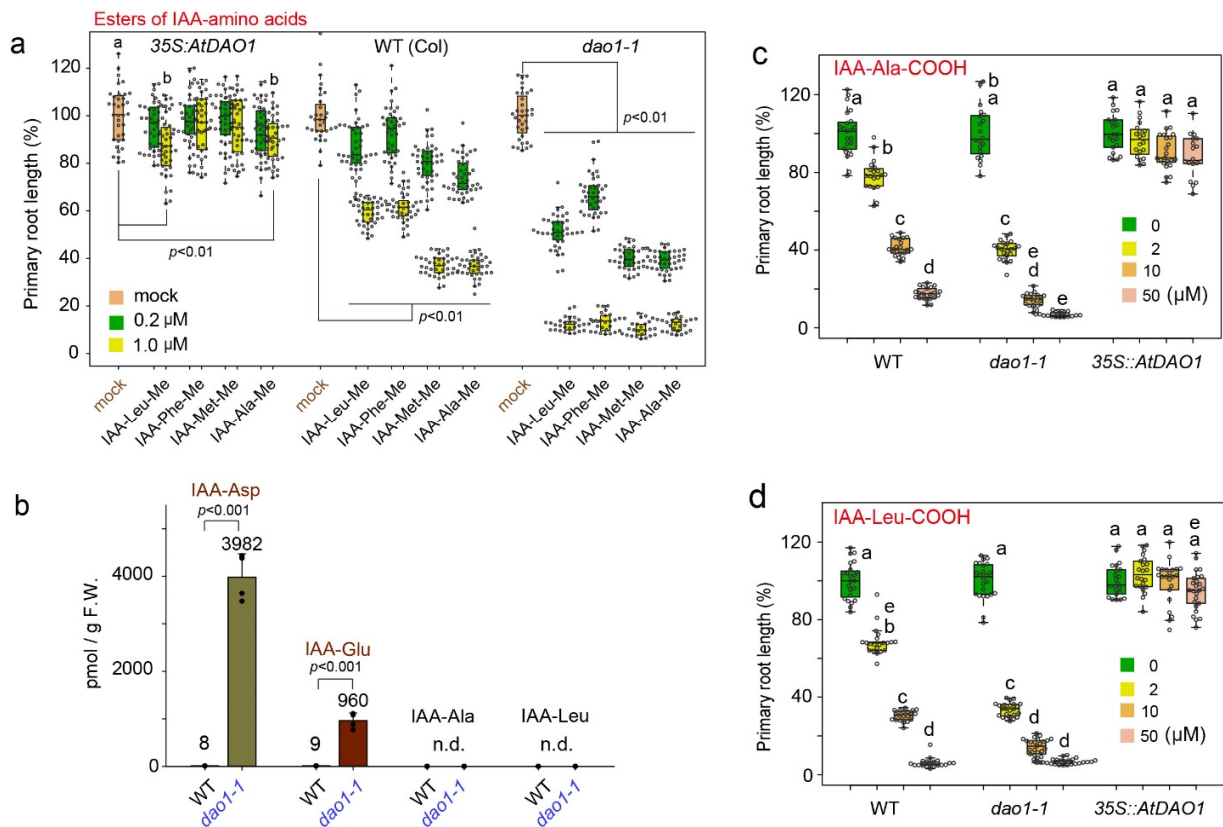 Esters of IAA-amino acids
a
35S:AtDAO1
WT (Col)
dao1-1
Primary root length (%)
120
100
80
60
40
20
0
a
b
b
p<0.01
p<0.01
p<0.01
mock
0.2 µM
1.0 µM
mock
IAA-Leu-Me
IAA-Phe-Me
IAA-Met-Me
IAA-Ala-Me
mock
IAA-Leu-Me
IAA-Phe-Me
IAA-Met-Me
IAA-Ala-Me
mock
IAA-Leu-Me
IAA-Phe-Me
IAA-Met-Me
IAA-Ala-Me
b
pmol / g F.W.
4000
2000
0
IAA-Asp
p<0.001
3982
8
IAA-Glu
p<0.001
960
9
IAA-Ala
n.d.
IAA-Leu
n.d.
WT
dao1-1
WT
dao1-1
WT
dao1-1
WT
dao1-1
c
IAA-Ala-COOH
Primary root length (%)
120
80
40
0
a
b
c
d
b
a
c
e
d
e
a
a
a
a
0
2
10
50 (µM)
WT
dao1-1
35S::AtDAO1
d
IAA-Leu-COOH
Primary root length (%)
120
80
40
0
a
e
b
c
d
a
c
d
d
a
a
a
e
a
0
2
10
50 (µM)
WT
dao1-1
35S::AtDAO1